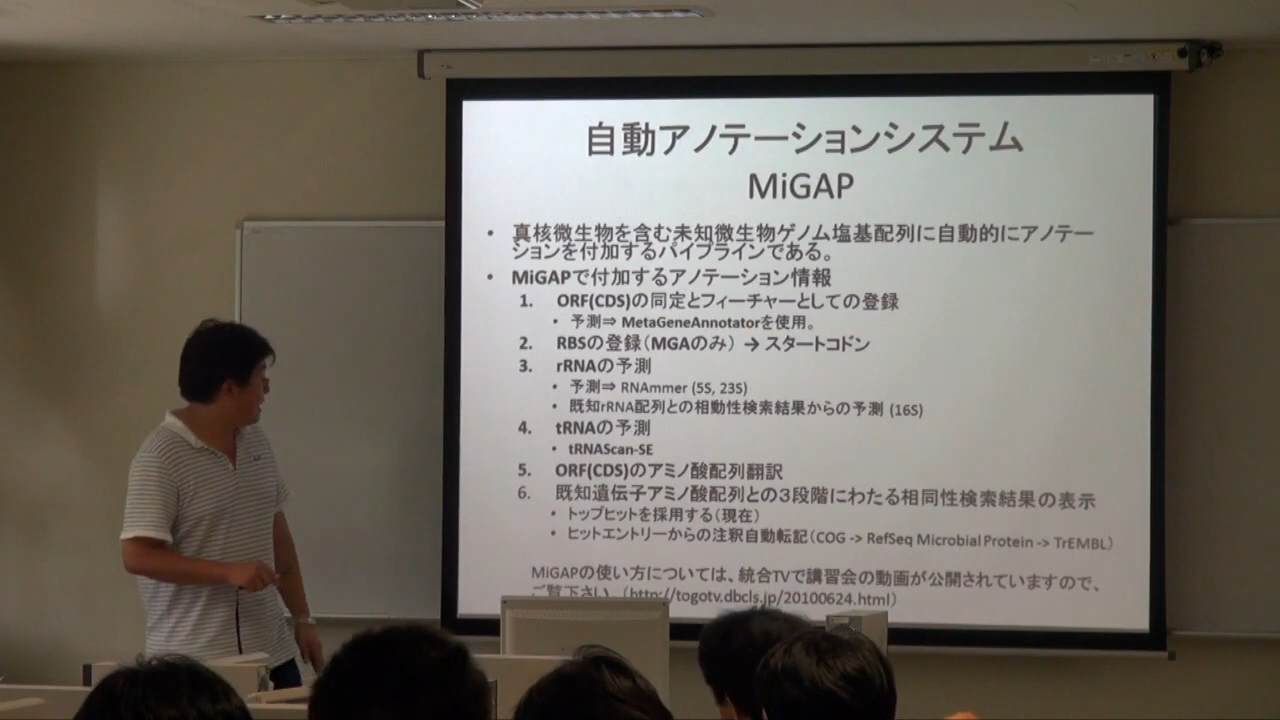 自動アノテーションシステム
MiGAP
• 真核微生物を含む未知微生物ゲノム塩基配列に自動的にアノテー
ションを付加するパイプラインである。
• MiGAPで付加するアノテーション情報
1. ORF(CDS)の同定とフィーチャーとしての登録
• 予測⇒ MetaGeneAnnotatorを使用。
2. RBSの登録（MGAのみ） → スタートコドン
3. rRNAの予測
• 予測⇒ RNAmmer (5S, 23S)
• 既知rRNA配列との相動性検索結果からの予測 (16S)
4. tRNAの予測
• tRNAScan-SE
5. ORF(CDS)のアミノ酸配列翻訳
6. 既知遺伝子アミノ酸配列との３段階にわたる相同性検索結果の表示
• トップヒットを採用する（現在）
• ヒットエントリーからの注釈自動転記（COG -> RefSeq Microbial Protein -> TrEMBL）
MiGAPの使い方については、統合TVで講習会の動画が公開されていますので、
ご覧下さい。（http://togotv.dbcls.jp/20100624.html）